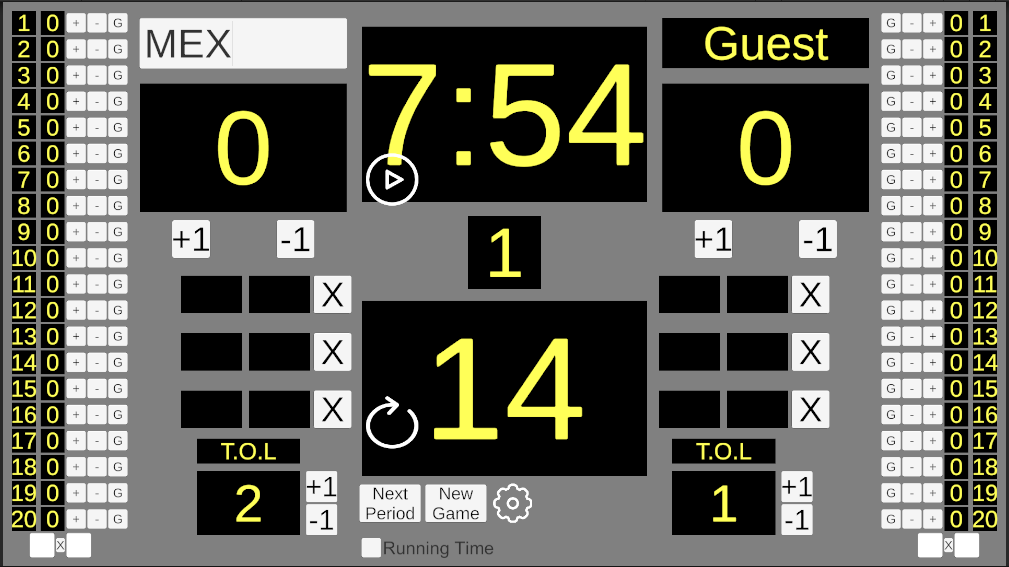 MEX
7:54
Guest
0
0
+1 -1
1
+1 -1
X
X
X
14
X
X
X
T.O.L
2
+1
-1
Next
Period
New
Game
Running Time
T.O.L
1
+1
-1
1 0 + - G
2 0 + - G
3 0 + - G
4 0 + - G
5 0 + - G
6 0 + - G
7 0 + - G
8 0 + - G
9 0 + - G
10 0 + - G
11 0 + - G
12 0 + - G
13 0 + - G
14 0 + - G
15 0 + - G
16 0 + - G
17 0 + - G
18 0 + - G
19 0 + - G
20 0 + - G
X
G - + 0 1
G - + 0 2
G - + 0 3
G - + 0 4
G - + 0 5
G - + 0 6
G - + 0 7
G - + 0 8
G - + 0 9
G - + 0 10
G - + 0 11
G - + 0 12
G - + 0 13
G - + 0 14
G - + 0 15
G - + 0 16
G - + 0 17
G - + 0 18
G - + 0 19
G - + 0 20
X